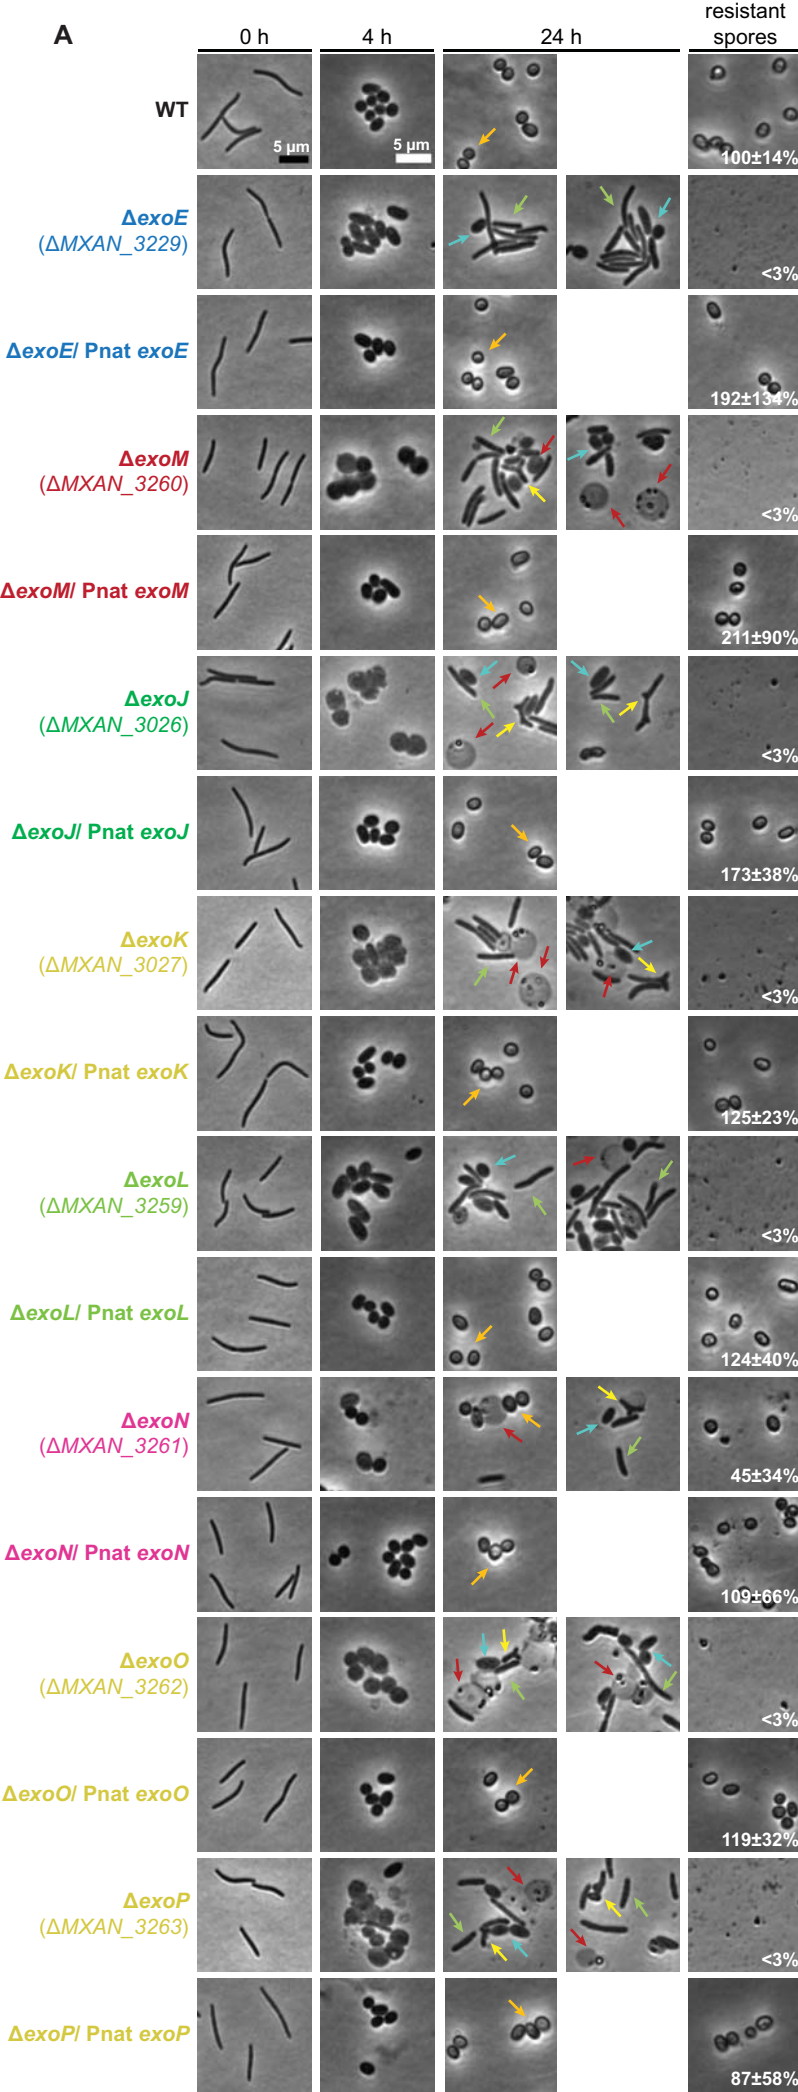 A
0 h
4 h
24 h
resistant
spores
WT
5 µm
5 µm
100±14%
ΔexoE
(ΔMXAN_3229)
<3%
ΔexoE/ Pnat exoE
192±134%
ΔexoM
(ΔMXAN_3260)
<3%
ΔexoM/ Pnat exoM
211±90%
ΔexoJ
(ΔMXAN_3026)
<3%
ΔexoJ/ Pnat exoJ
173±38%
ΔexoK
(ΔMXAN_3027)
<3%
ΔexoK/ Pnat exoK
125±23%
ΔexoL
(ΔMXAN_3259)
<3%
ΔexoL/ Pnat exoL
124±40%
ΔexoN
(ΔMXAN_3261)
45±34%
ΔexoN/ Pnat exoN
109±66%
ΔexoO
(ΔMXAN_3262)
<3%
ΔexoO/ Pnat exoO
119±32%
ΔexoP
(ΔMXAN_3263)
<3%
ΔexoP/ Pnat exoP
87±58%